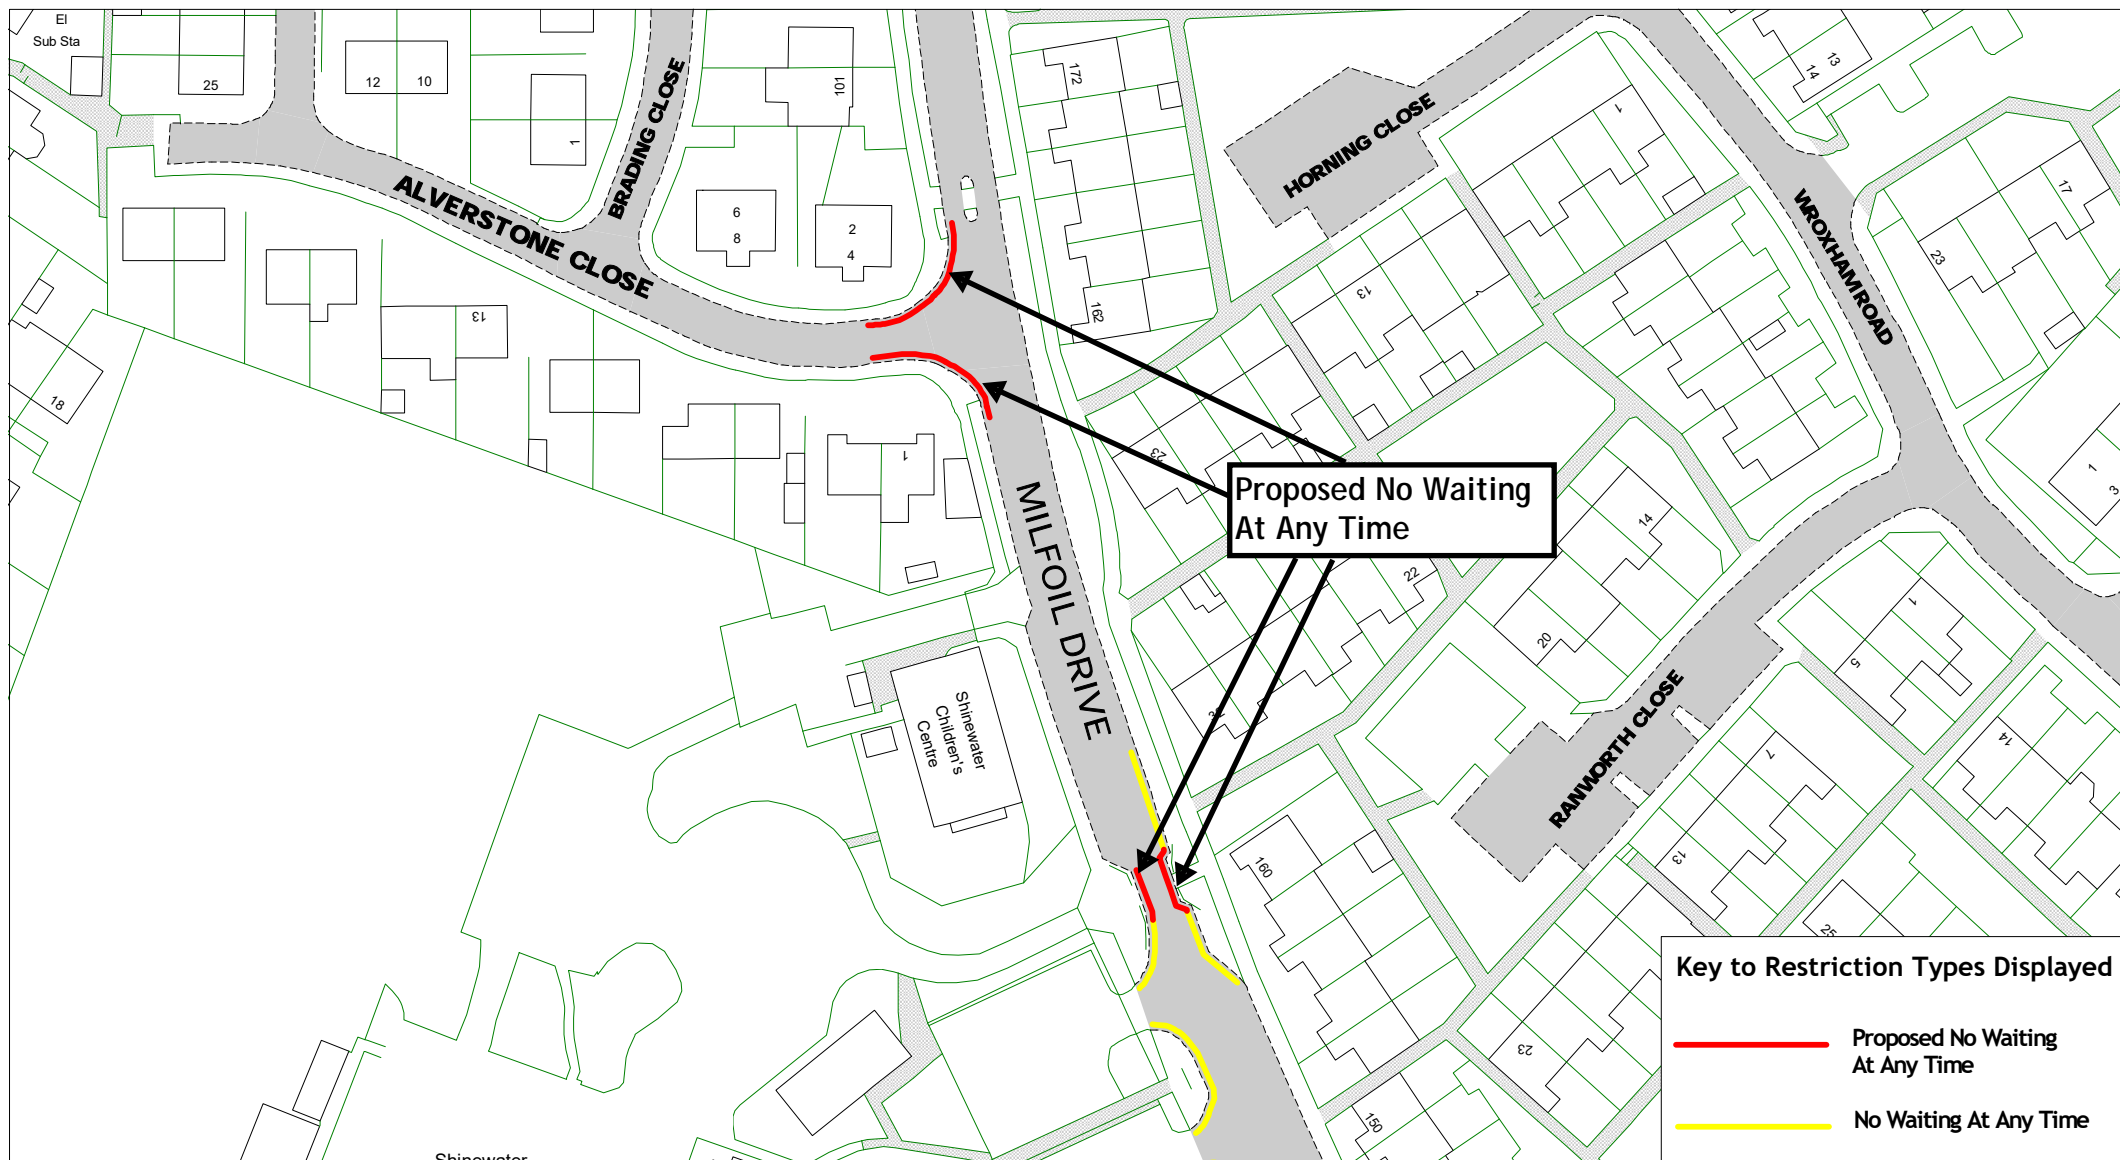 El
Sub Sta
25
12
10
1
BRADING CLOSE
101
172
HORNING CLOSE
1
14
13
17
23
WROXHAM ROAD
ALVERSTONE CLOSE
6
8
2
4
162
13
13
18
1
23
MILFOIL DRIVE
Proposed No Waiting
At Any Time
14
22
20
1
3
1
5
Shinewater
Children's
Centre
RANWORTH CLOSE
7
14
13
160
25
23
150
Key to Restriction Types Displayed
Proposed No Waiting
At Any Time
No Waiting At Any Time